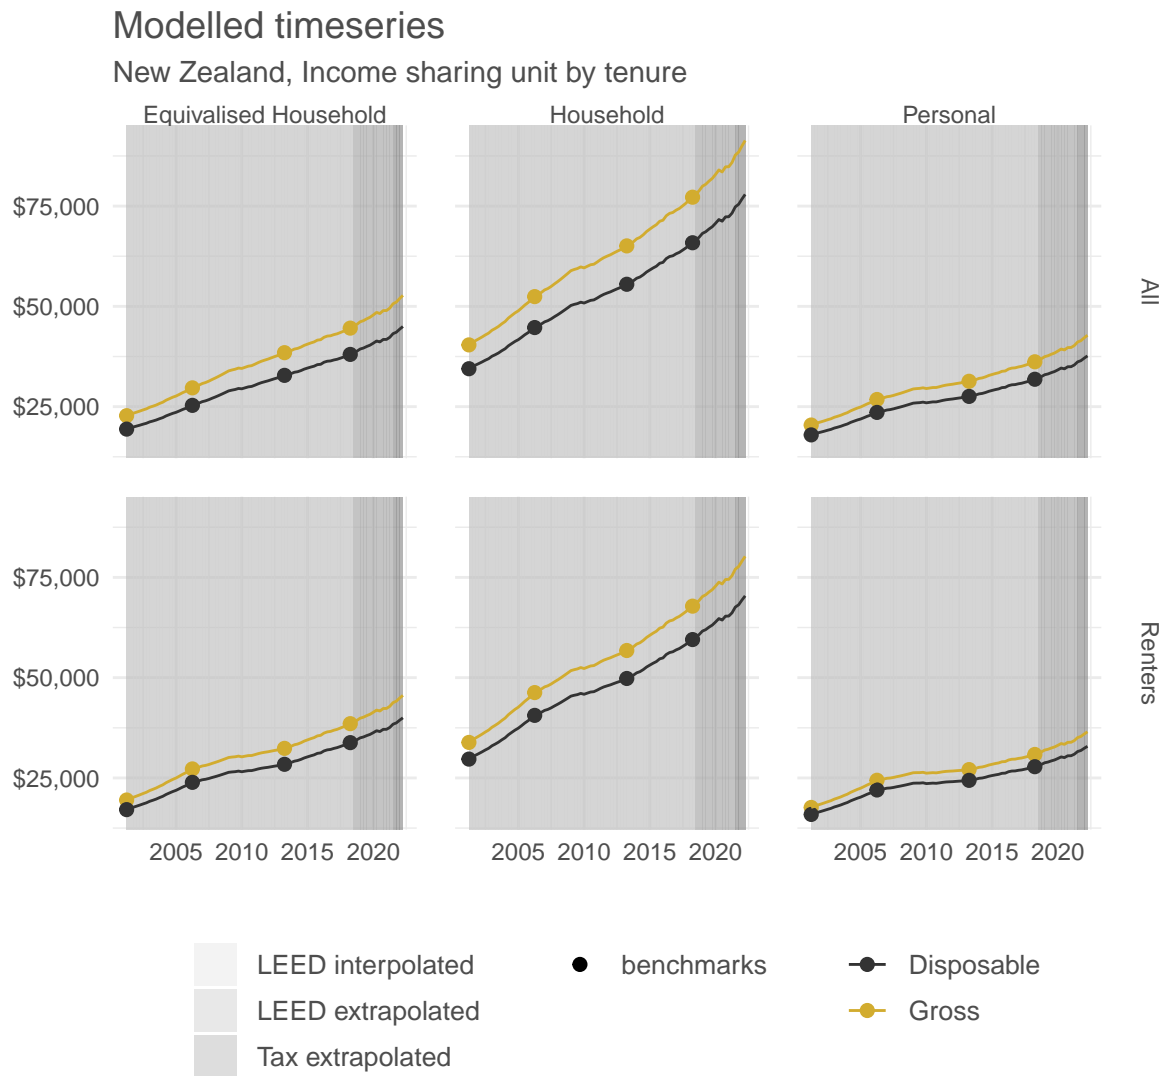 Modelled timeseries
New Zealand, Income sharing unit by tenure
Equivalised Household
Household
Personal
$75,000
$50,000
$25,000
All
$75,000
$50,000
$25,000
Renters
2005 2010 2015 2020
2005 2010 2015 2020
2005 2010 2015 2020
LEED interpolated
LEED extrapolated
Tax extrapolated
benchmarks
Disposable
Gross